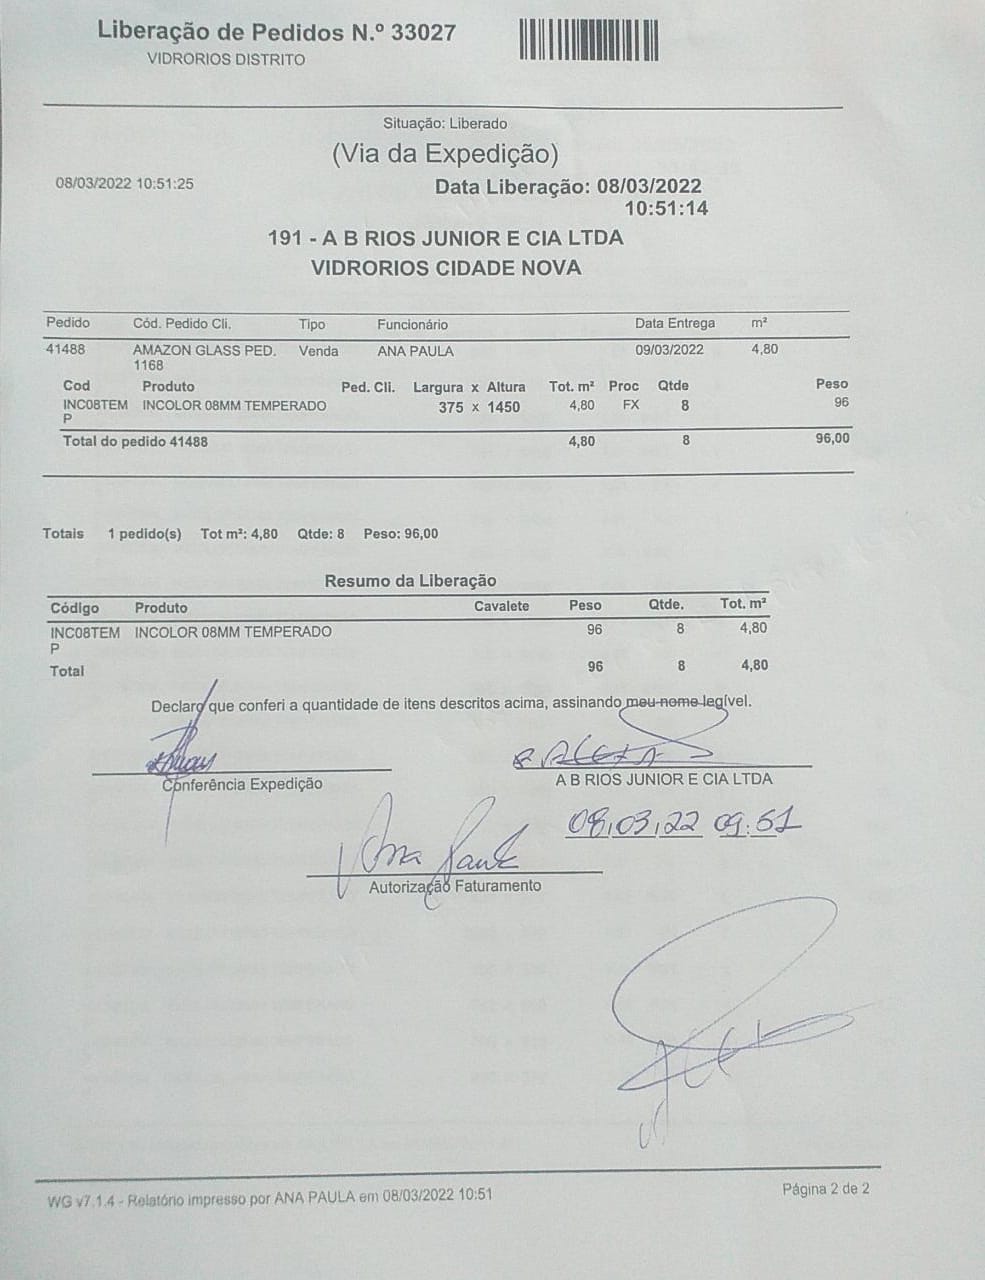 Liberação de Pedidos N.º 33027
VIDRORIOS DISTRITO
Situação: Liberado
(Via da Expedição)
08/03/2022 10:51:25
Data Liberação: 08/03/2022
10:51:14
191 - A B RIOS JUNIOR E CIA LTDA
VIDRORIOS CIDADE NOVA
Pedido Cód. Pedido Cli. Tipo Funcionário Data Entrega m²
41488 AMAZON GLASS PED. Venda ANA PAULA 09/03/2022 4,80
1168
Cod Produto Ped. Cli. Largura x Altura Tot. m² Proc Qtde Peso
INC08TEM INCOLOR 08MM TEMPERADO 375 x 1450 4,80 FX 8 96
P
Total do pedido 41488 4,80 8 96,00
Totais 1 pedido(s) Tot m²: 4,80 Qtde: 8 Peso: 96,00
Resumo da Liberação
Código Produto Cavalete Peso Qtde. Tot. m²
INC08TEM INCOLOR 08MM TEMPERADO 96 8 4,80
P
Total 96 8 4,80
Declaro que conferi a quantidade de itens descritos acima, assinando meu nome legível.
Conferência Expedição
A B RIOS JUNIOR E CIA LTDA
08,03,22 09:51
Ana Paula
Autorização Faturamento
WG v7.1.4 - Relatório impresso por ANA PAULA em 08/03/2022 10:51
Página 2 de 2